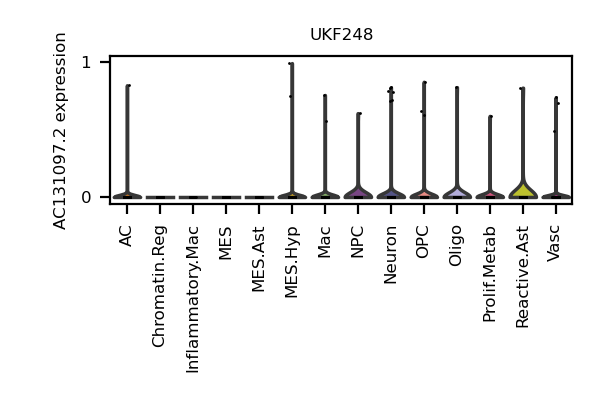 UKF248
AC131097.2 expression
1
0
AC
Chromatin.Reg
Inflammatory.Mac
MES
MES.Ast
MES.Hyp
Mac
NPC
Neuron
OPC
Oligo
Prolif.Metab
Reactive.Ast
Vasc